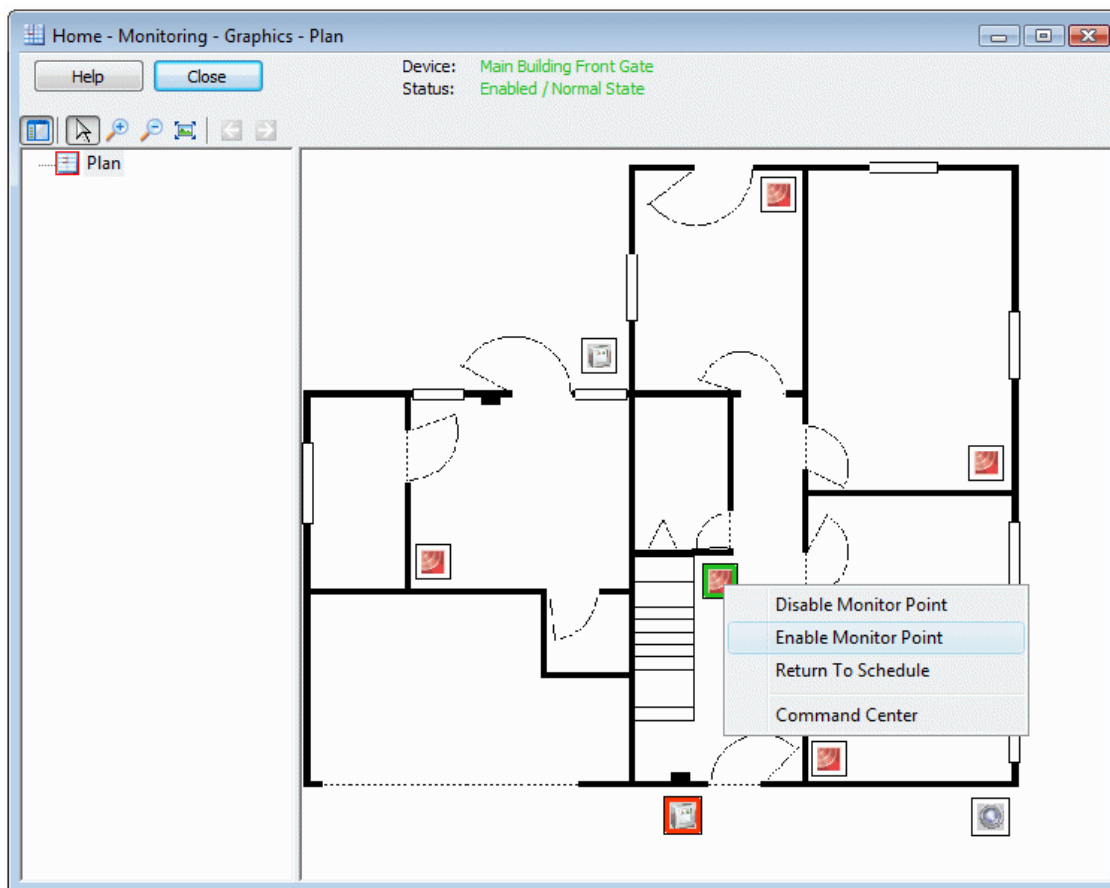 Home - Monitoring - Graphics - Plan
Help
Close
Device: Main Building Front Gate
Status: Enabled / Normal State
Plan
Disable Monitor Point
Enable Monitor Point
Return To Schedule
Command Center